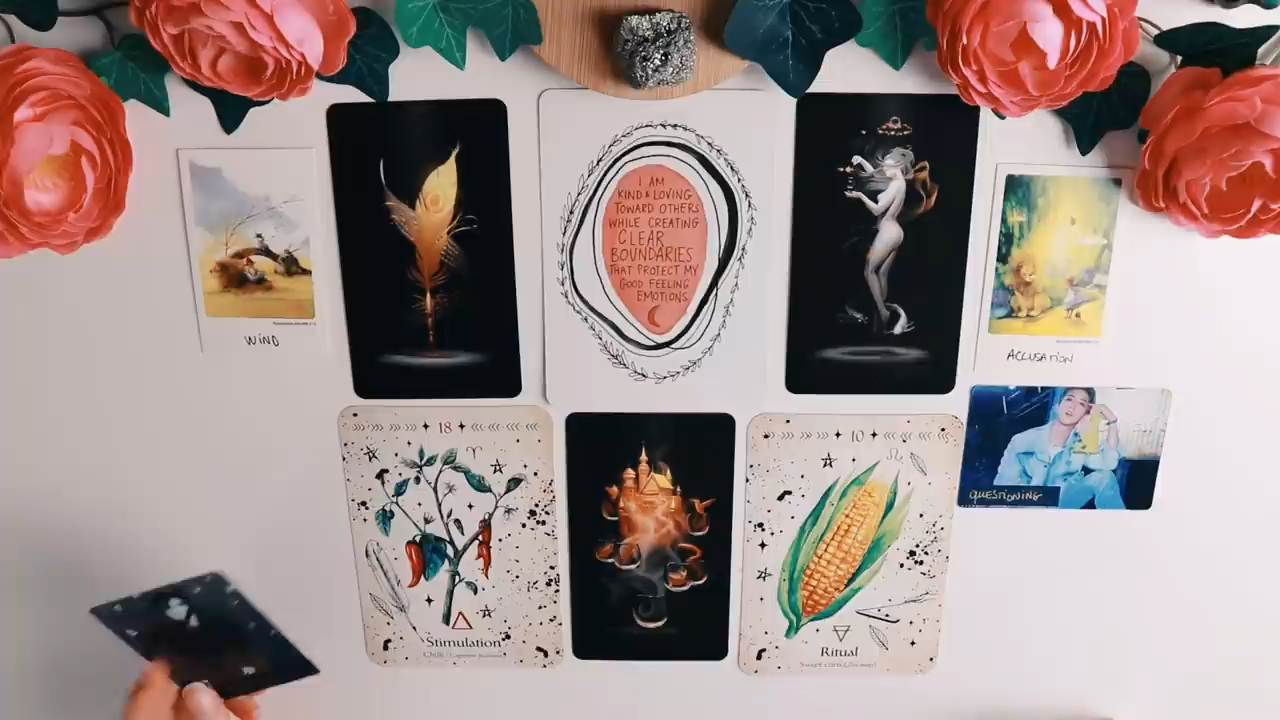 I AM
KIND & LOVING
TOWARD OTHERS
WHILE CREATING
CLEAR
BOUNDARIES
THAT PROTECT MY
GOOD FEELING
EMOTIONS
WIND
ACCUSATION
QUESTIONING
18
Stimulation
10
Ritual